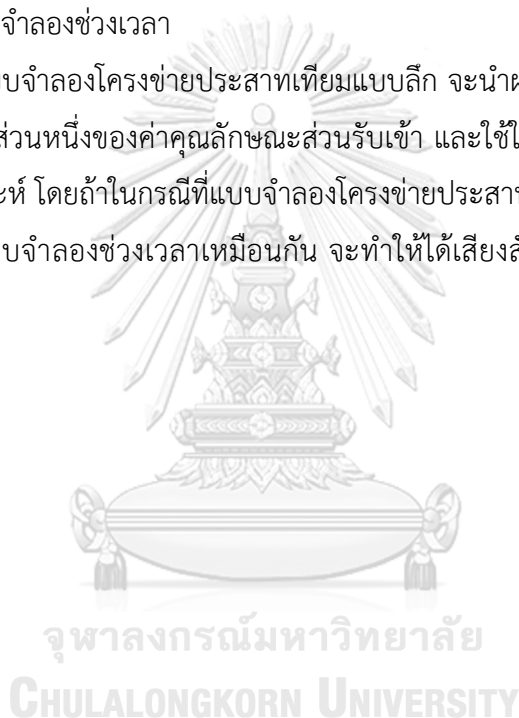 จำลองช่วงเวลา
บบจำลองโครงข่ายประสาทเทียมแบบลึก จะนำ
ส่วนหนึ่งของค่าคุณลักษณะส่วนรับเข้า และใช้
ะห์ โดยถ้าในกรณีที่แบบจำลองโครงข่ายประสาท
บบจำลองช่วงเวลาเหมือนกัน จะทำให้ได้เสียง
จุฬาลงกรณ์มหาวิทยาลัย
CHULALONGKORN UNIVERSITY